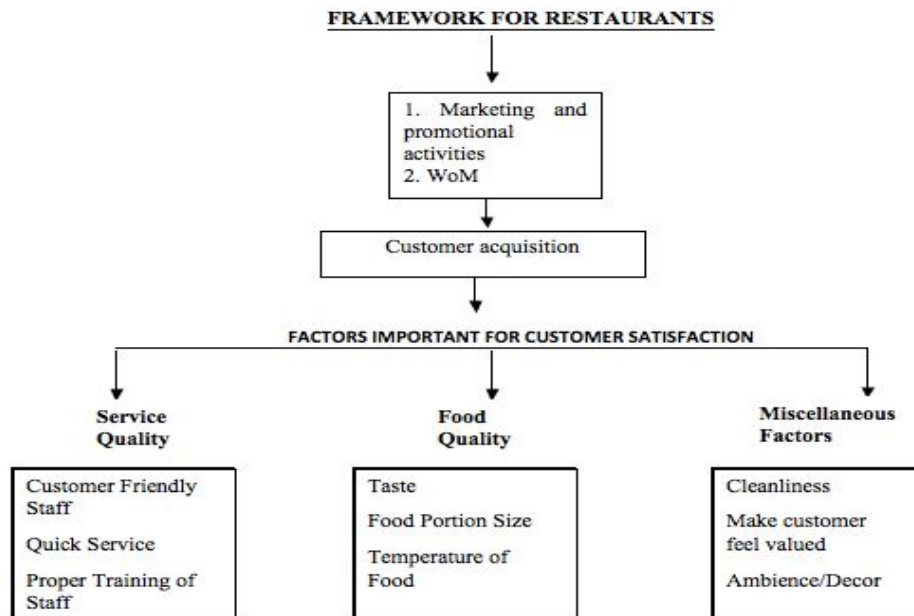 FRAMEWORK FOR RESTAURANTS
1. Marketing and
promotional
activities
2. WoM
Customer acquisition
FACTORS IMPORTANT FOR CUSTOMER SATISFACTION
Service
Quality
Customer Friendly
Staff
Quick Service
Proper Training of
Staff
Food
Quality
Taste
Food Portion Size
Temperature of
Food
Miscellaneous
Factors
Cleanliness
Make customer
feel valued
Ambience/Decor